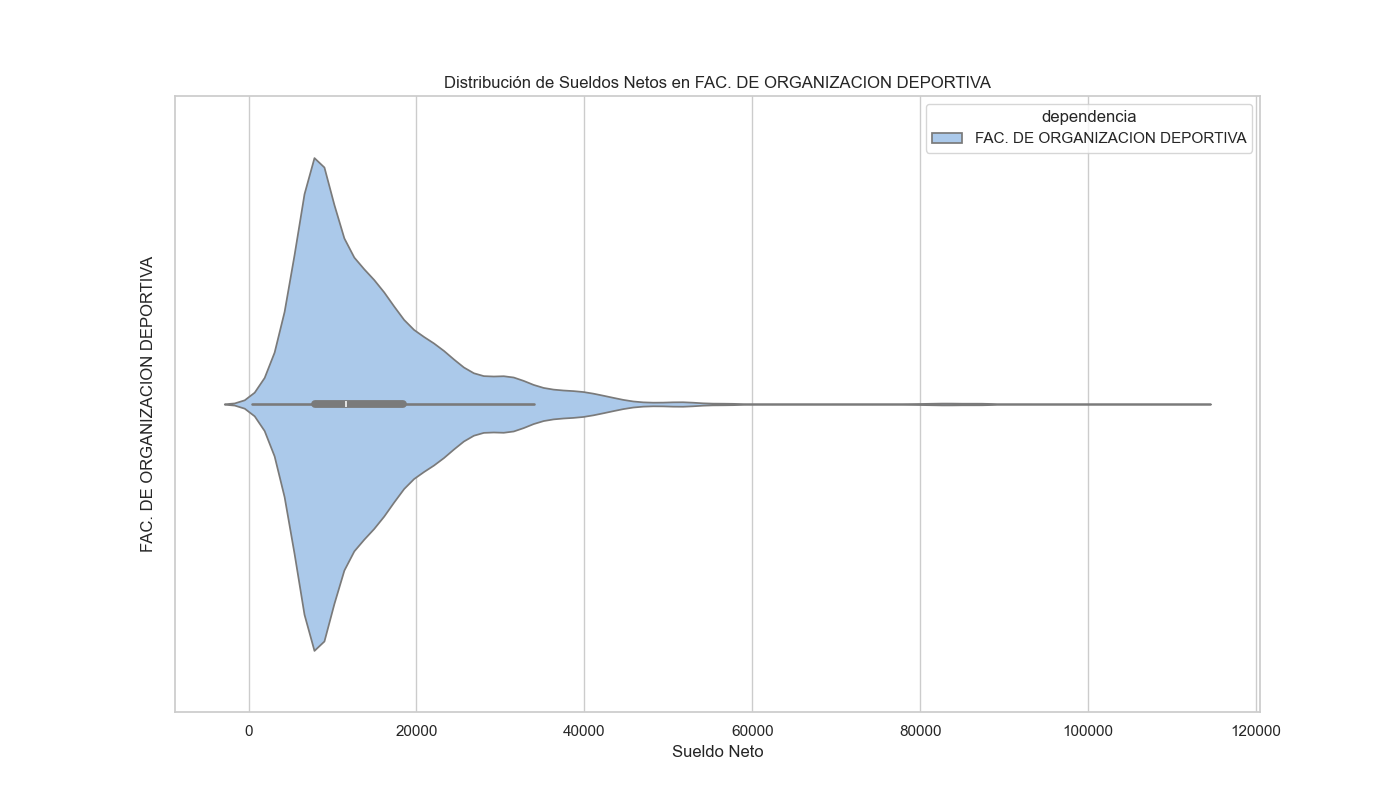 Distribución de Sueldos Netos en FAC. DE ORGANIZACION DEPORTIVA
dependencia
FAC. DE ORGANIZACION DEPORTIVA
FAC. DE ORGANIZACION DEPORTIVA
0 20000 40000 60000 80000 100000 120000
Sueldo Neto